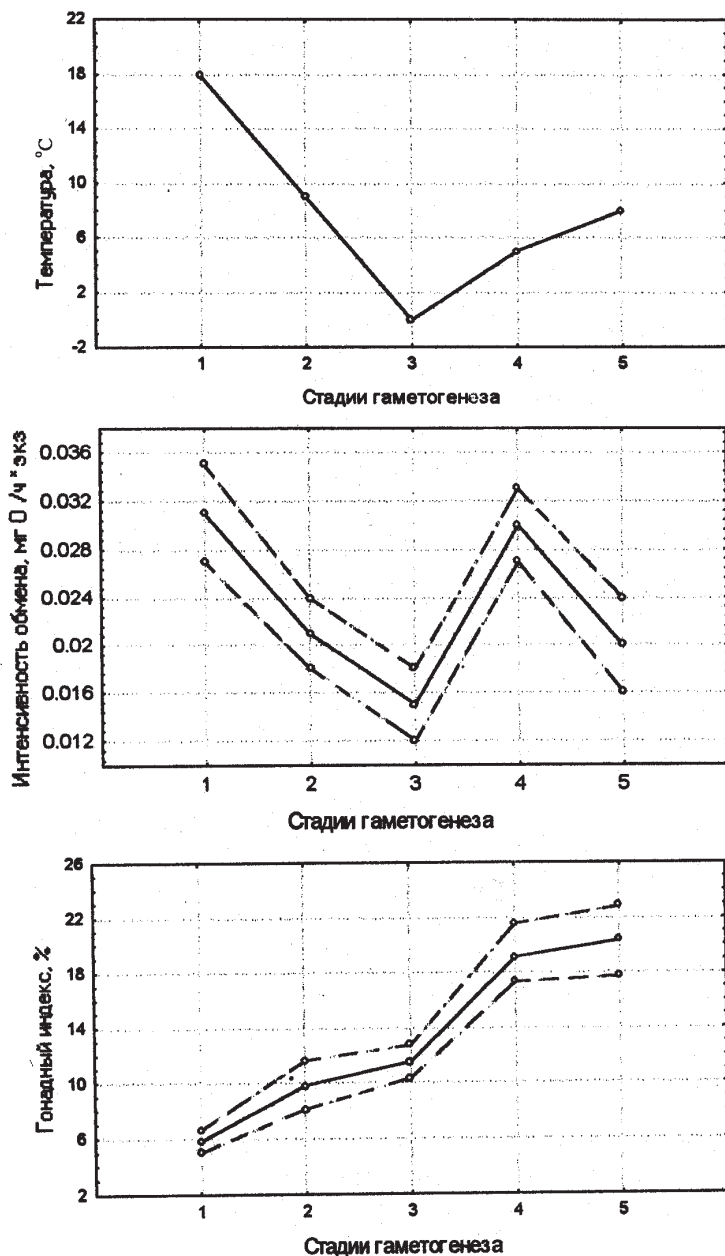 22
18
14
10
6
2
-2
Температура, °C
1 2 3 4 5
Стадии гаметогенеза
0.036
0.032
0.028
0.024
0.02
0.016
0.012
Интенсивность обмена, мг O /ч * экз
1 2 3 4 5
Стадии гаметогенеза
26
22
18
14
10
6
2
Гонадный индекс, %
1 2 3 4 5
Стадии гаметогенеза